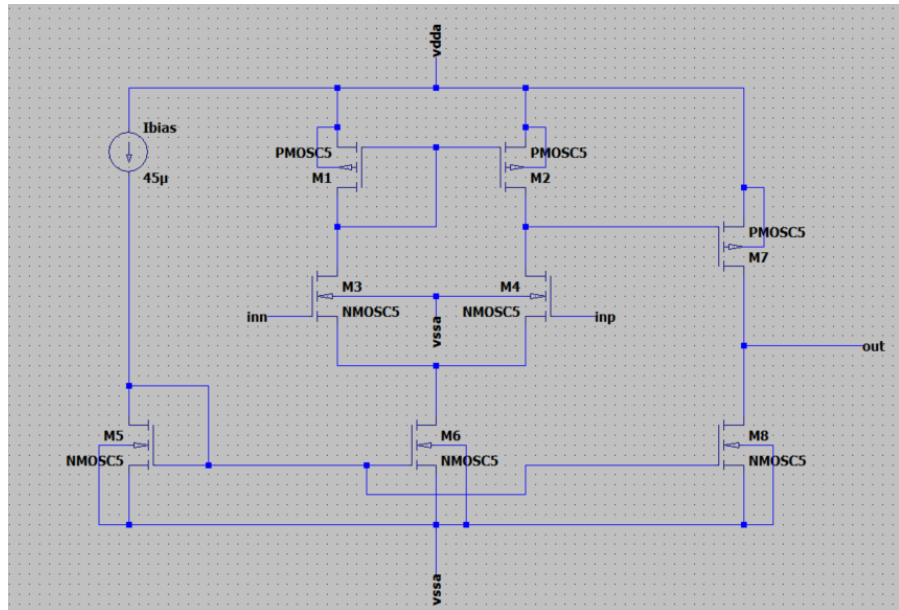 vdda
Ibias
45µ
PMOSC5
M1
PMOSC5
M2
PMOSC5
M7
M3
NMOSC5
M4
NMOSC5
inn
vssa
inp
out
M5
NMOSC5
M6
NMOSC5
M8
NMOSC5
vssa